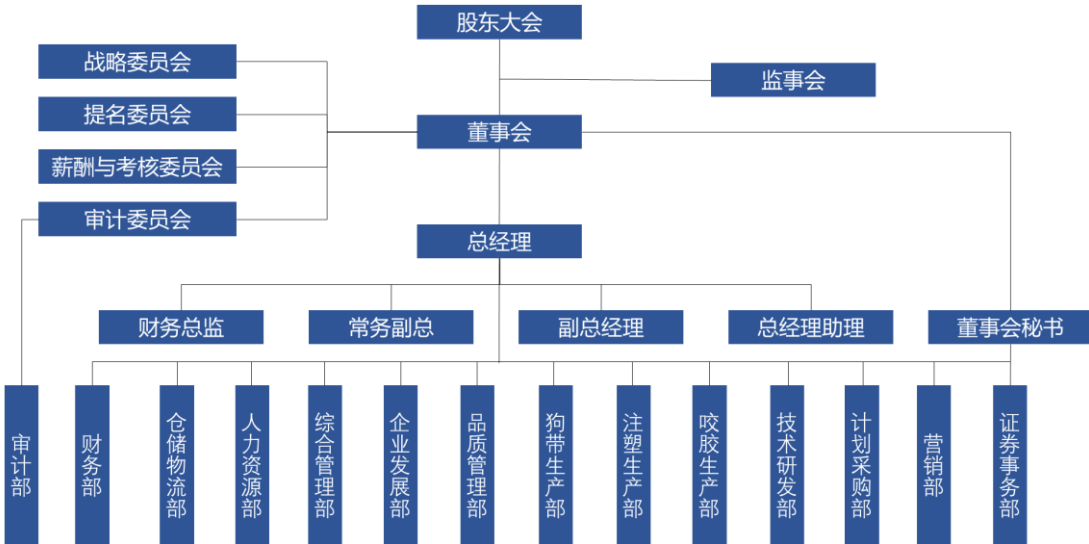 股东大会
战略委员会
监事会
提名委员会
董事会
薪酬与考核委员会
审计委员会
总经理
财务总监
常务副总
副总经理
总经理助理
董事会秘书
审计部
财务部
仓储物流部
人力资源部
综合管理部
企业发展部
品质管理部
狗带生产部
注塑生产部
咬胶生产部
技术研发部
计划采购部
营销部
证券事务部